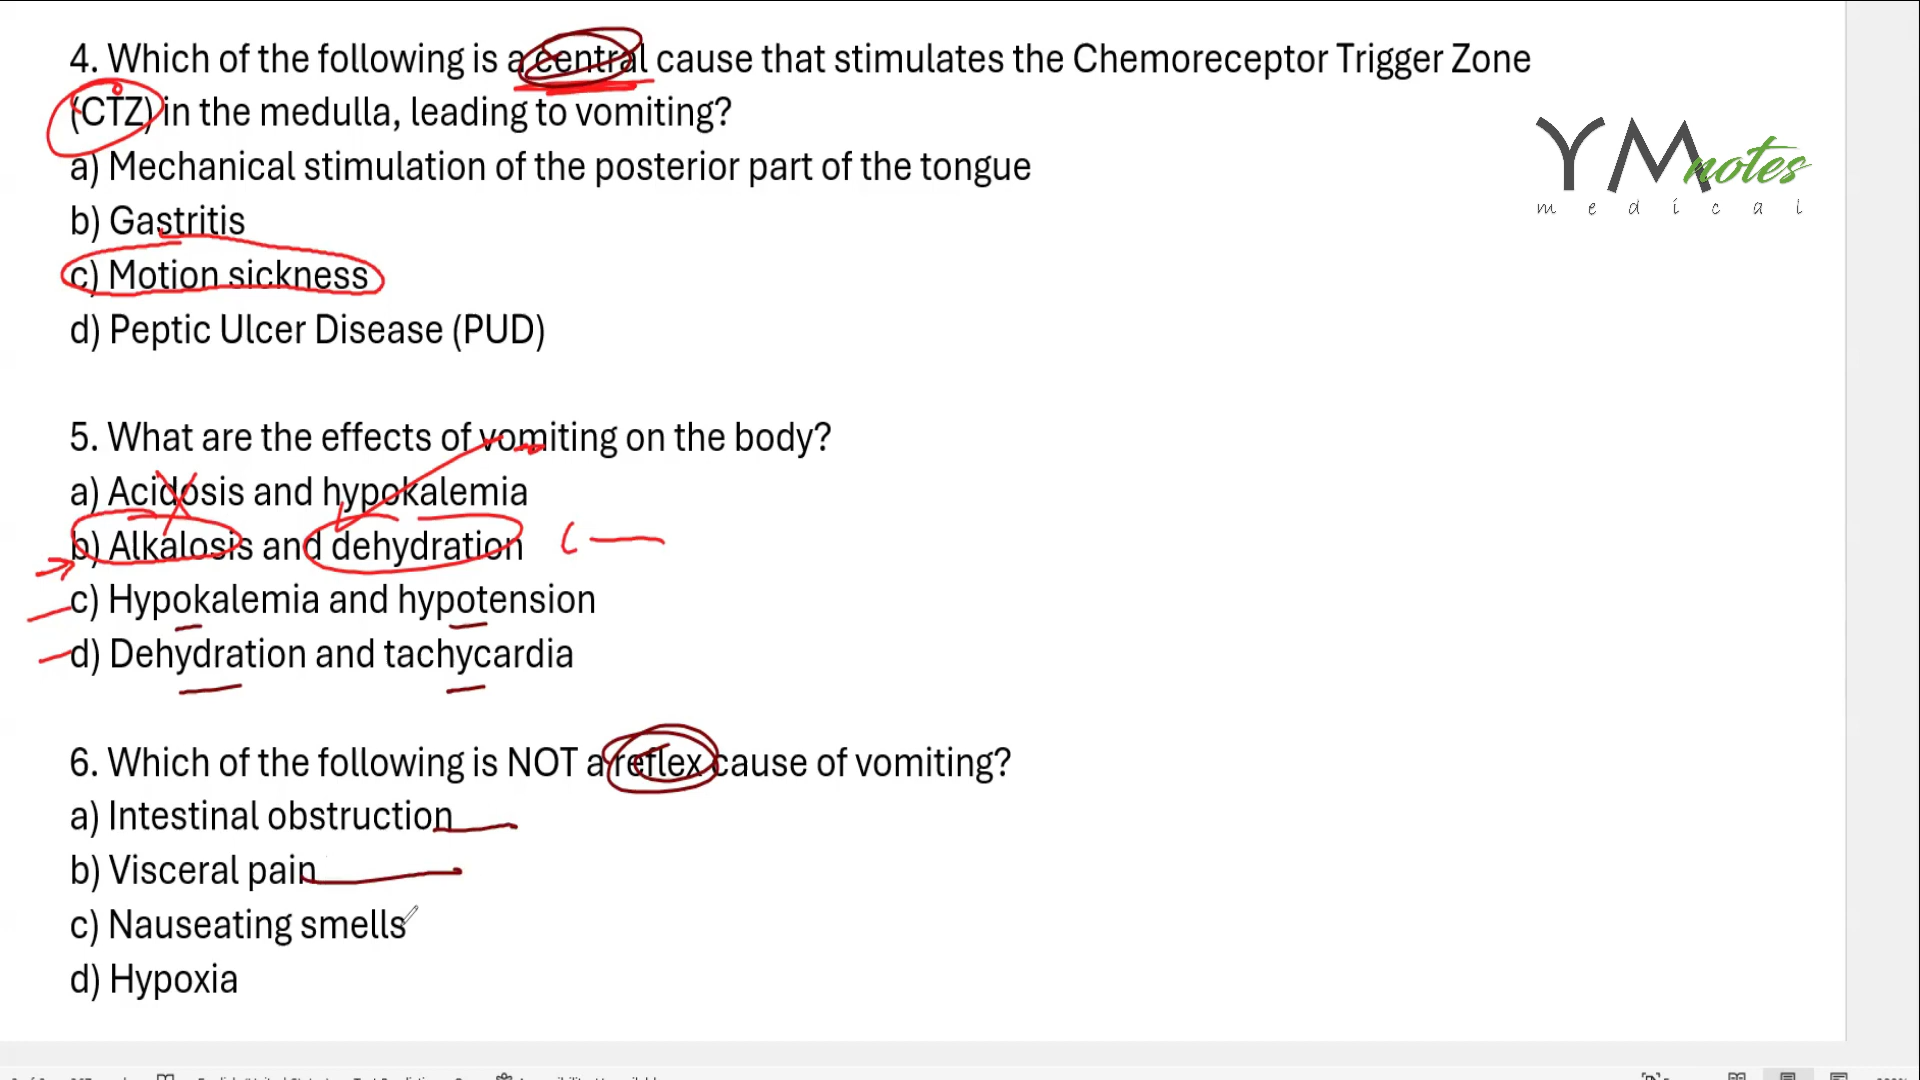 4. Which of the following is a central cause that stimulates the Chemoreceptor Trigger Zone
(CTZ) in the medulla, leading to vomiting?
a) Mechanical stimulation of the posterior part of the tongue
b) Gastritis
c) Motion sickness
d) Peptic Ulcer Disease (PUD)
YM notes
medical
5. What are the effects of vomiting on the body?
a) Acidosis and hypokalemia
b) Alkalosis and dehydration
c) Hypokalemia and hypotension
d) Dehydration and tachycardia
6. Which of the following is NOT a reflex cause of vomiting?
a) Intestinal obstruction
b) Visceral pain
c) Nauseating smells
d) Hypoxia